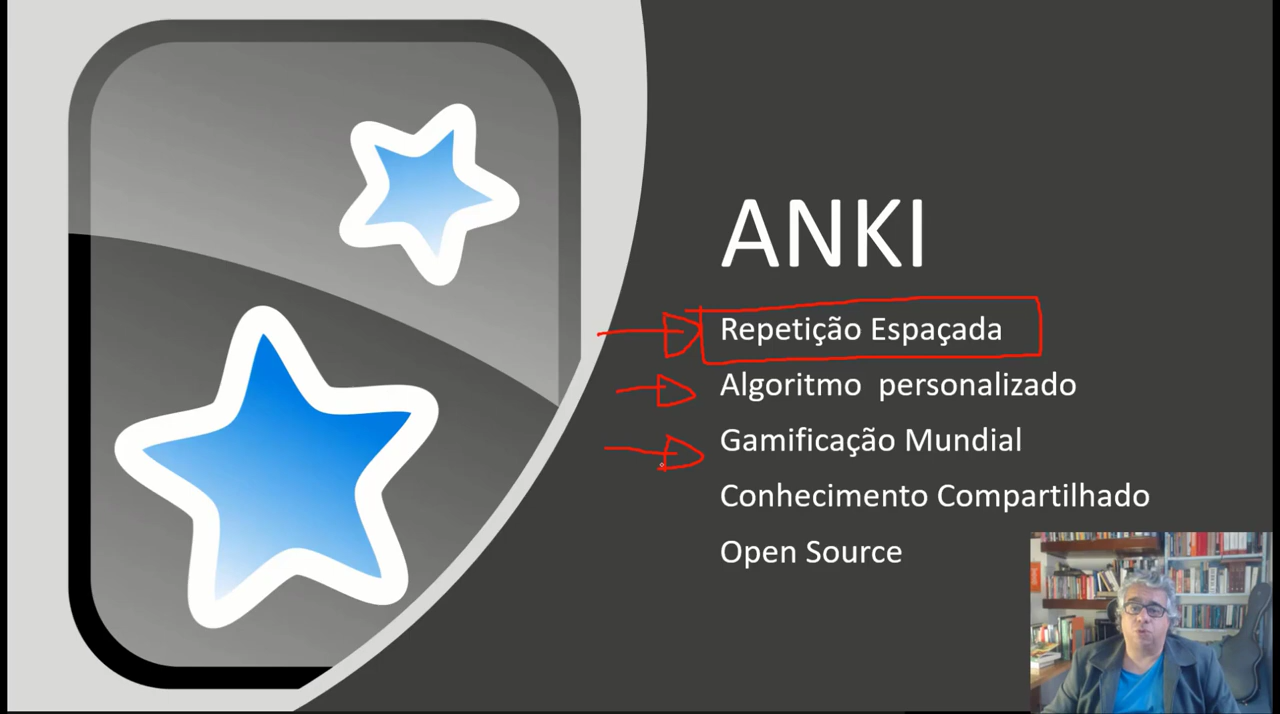 ANKI
Repetição Espaçada
Algoritmo personalizado
Gamificação Mundial
Conhecimento Compartilhado
Open Source